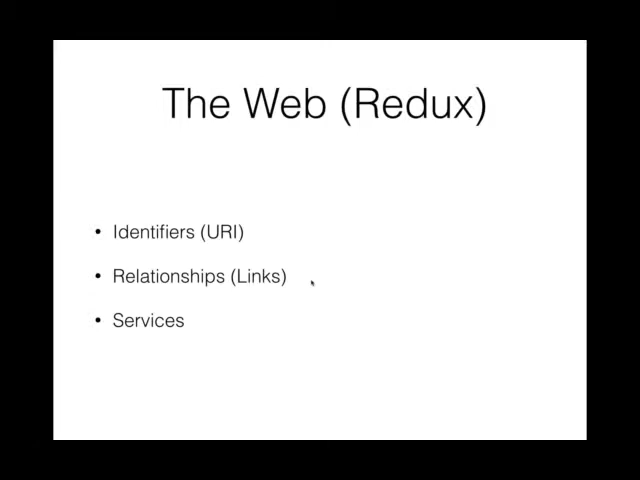 The Web (Redux)
• Identifiers (URI)
• Relationships (Links)
• Services